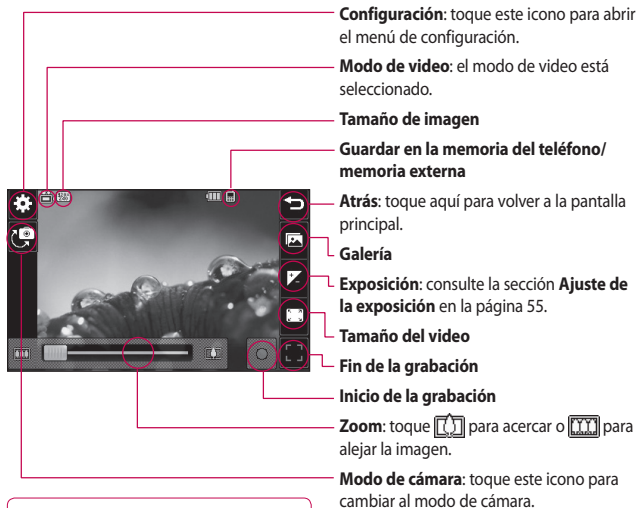 Configuración: toque este icono para abrir
el menú de configuración.
Modo de video: el modo de video está
seleccionado.
Tamaño de imagen
Guardar en la memoria del teléfono/
memoria externa
Atrás: toque aquí para volver a la pantalla
principal.
Galería
Exposición: consulte la sección Ajuste de
la exposición en la página 55.
Tamaño del video
Fin de la grabación
Inicio de la grabación
Zoom: toque para acercar o para
alejar la imagen.
Modo de cámara: toque este icono para
cambiar al modo de cámara.